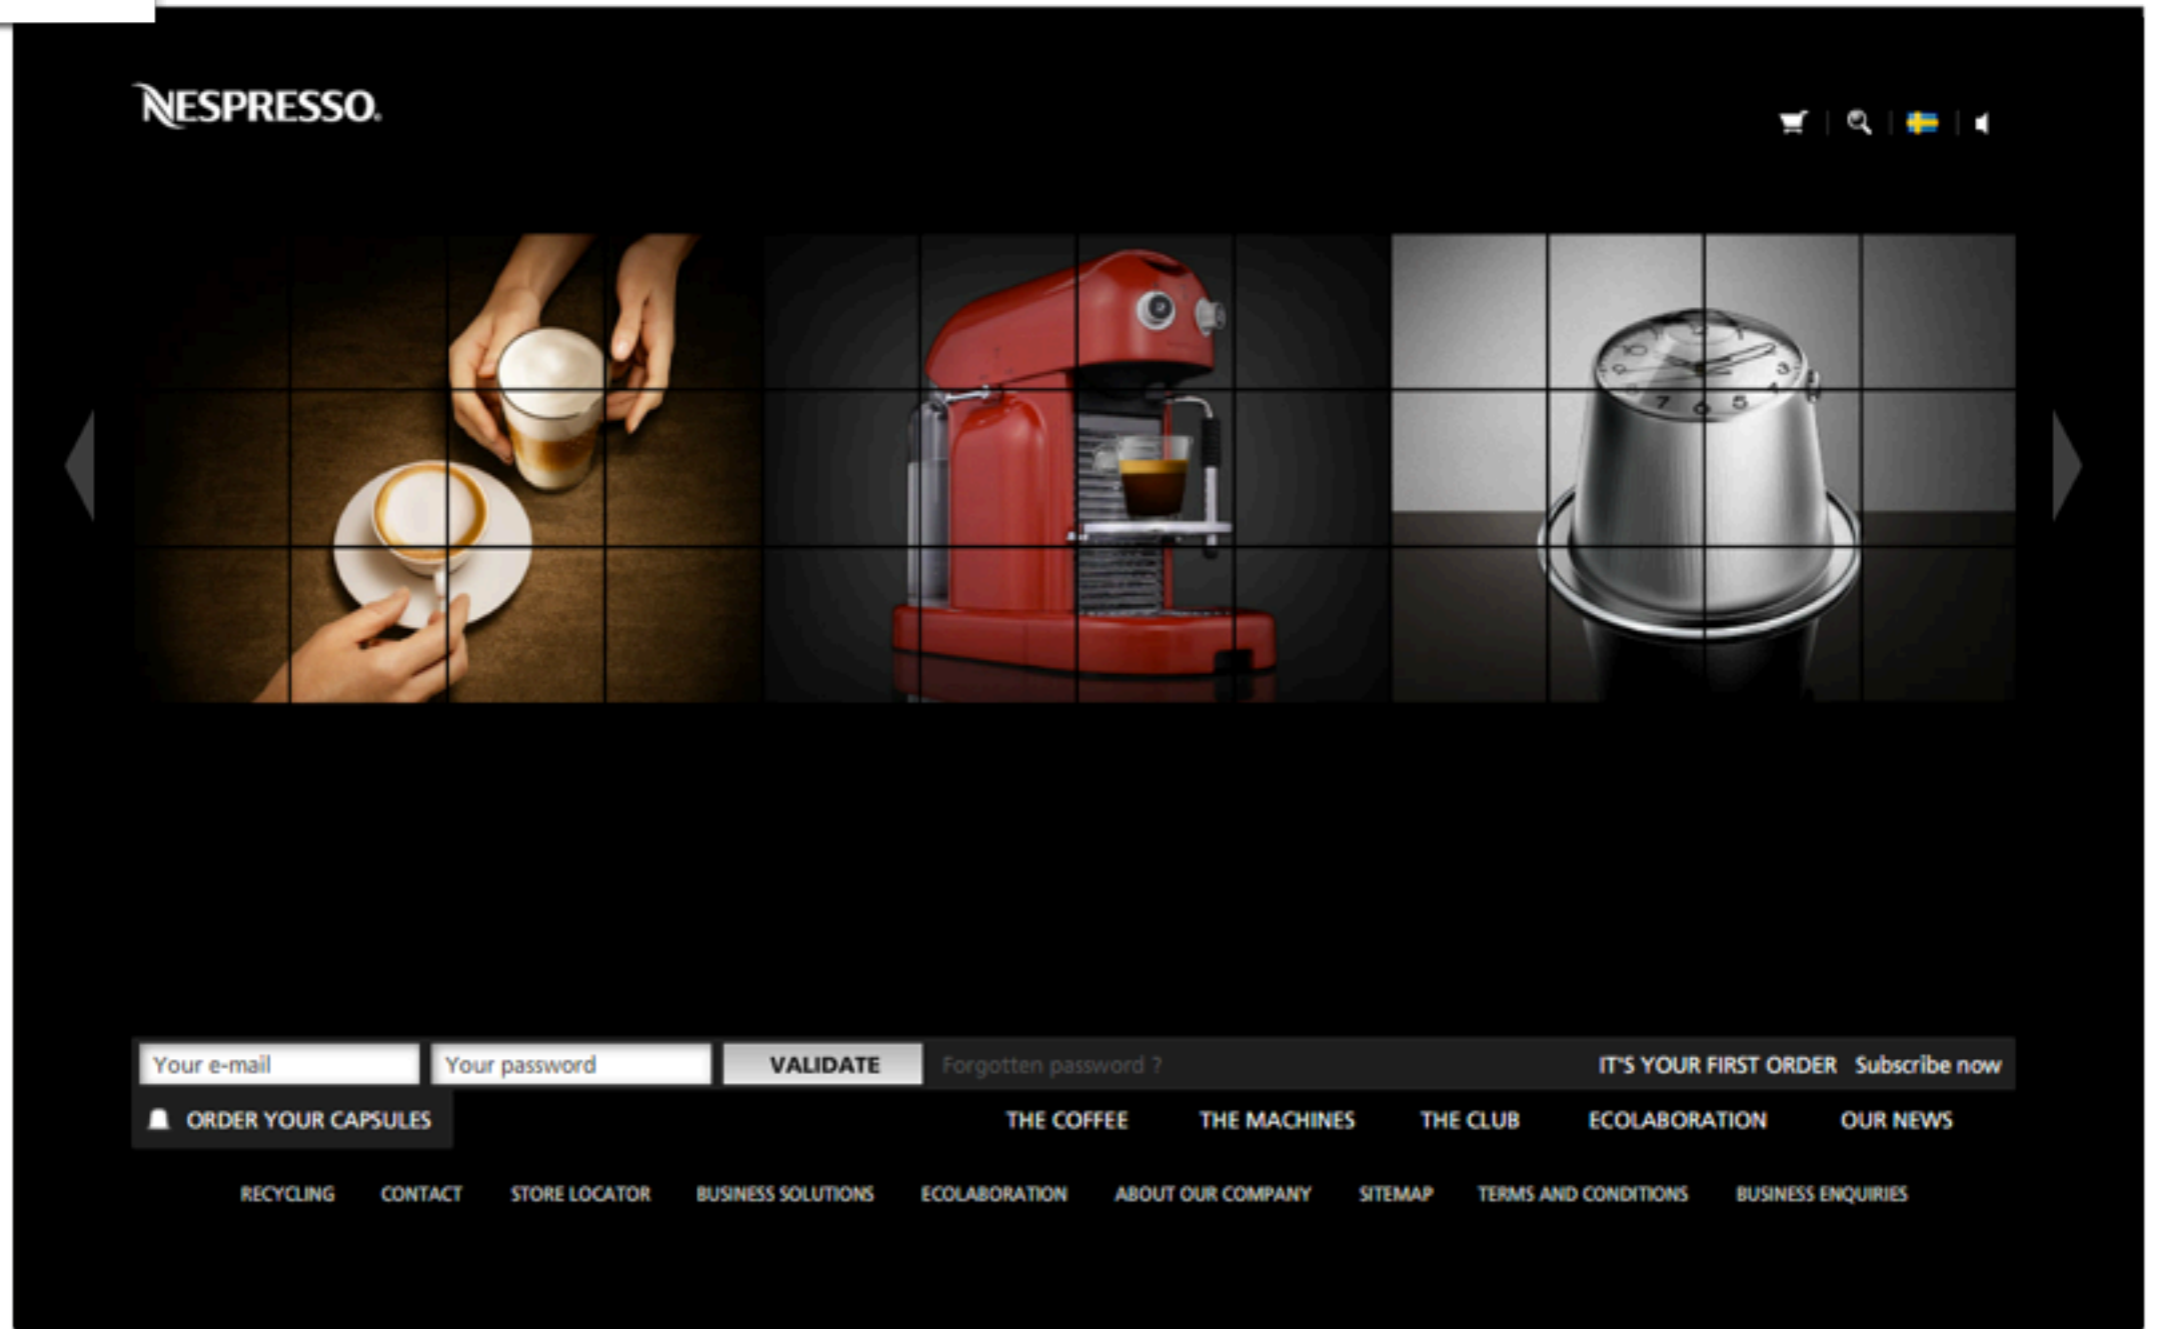 NESPRESSO.
Your e-mail Your password VALIDATE Forgotten password ? IT'S YOUR FIRST ORDER Subscribe now
ORDER YOUR CAPSULES THE COFFEE THE MACHINES THE CLUB ECOLABORATION OUR NEWS
RECYCLING CONTACT STORE LOCATOR BUSINESS SOLUTIONS ECOLABORATION ABOUT OUR COMPANY SITEMAP TERMS AND CONDITIONS BUSINESS ENQUIRIES